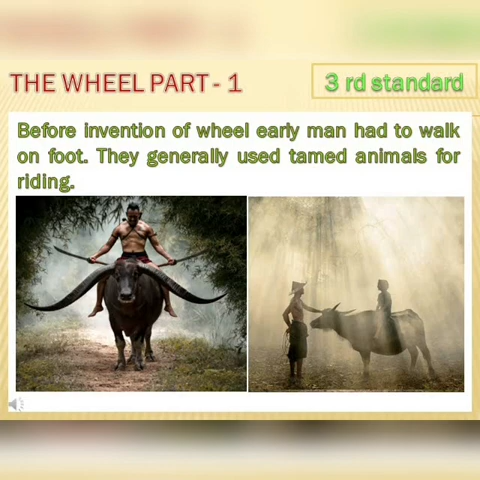 THE WHEEL PART - 1
3 rd standard
Before invention of wheel early man had to walk
on foot. They generally used tamed animals for
riding.